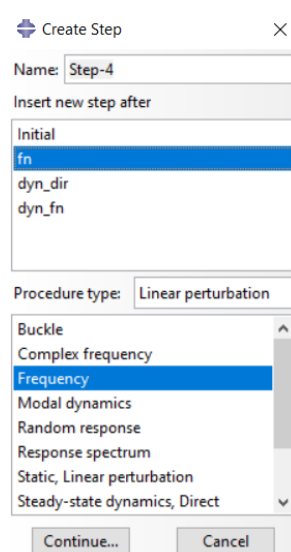 Create Step
Name: Step-4
Insert new step after
Initial
fn
dyn_dir
dyn_fn
Procedure type: Linear perturbation
Buckle
Complex frequency
Frequency
Modal dynamics
Random response
Response spectrum
Static, Linear perturbation
Steady-state dynamics, Direct
Continue... Cancel